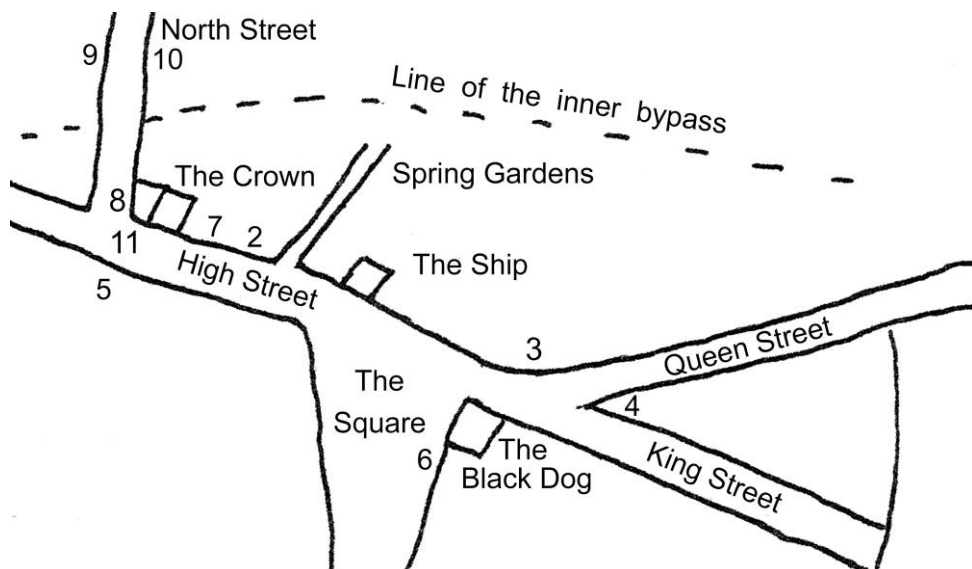 North Street
9
10
Line of the inner bypass
The Crown
Spring Gardens
8
7
2
11
High Street
The Ship
5
3
Queen Street
The
Square
4
6
The
Black Dog
King Street